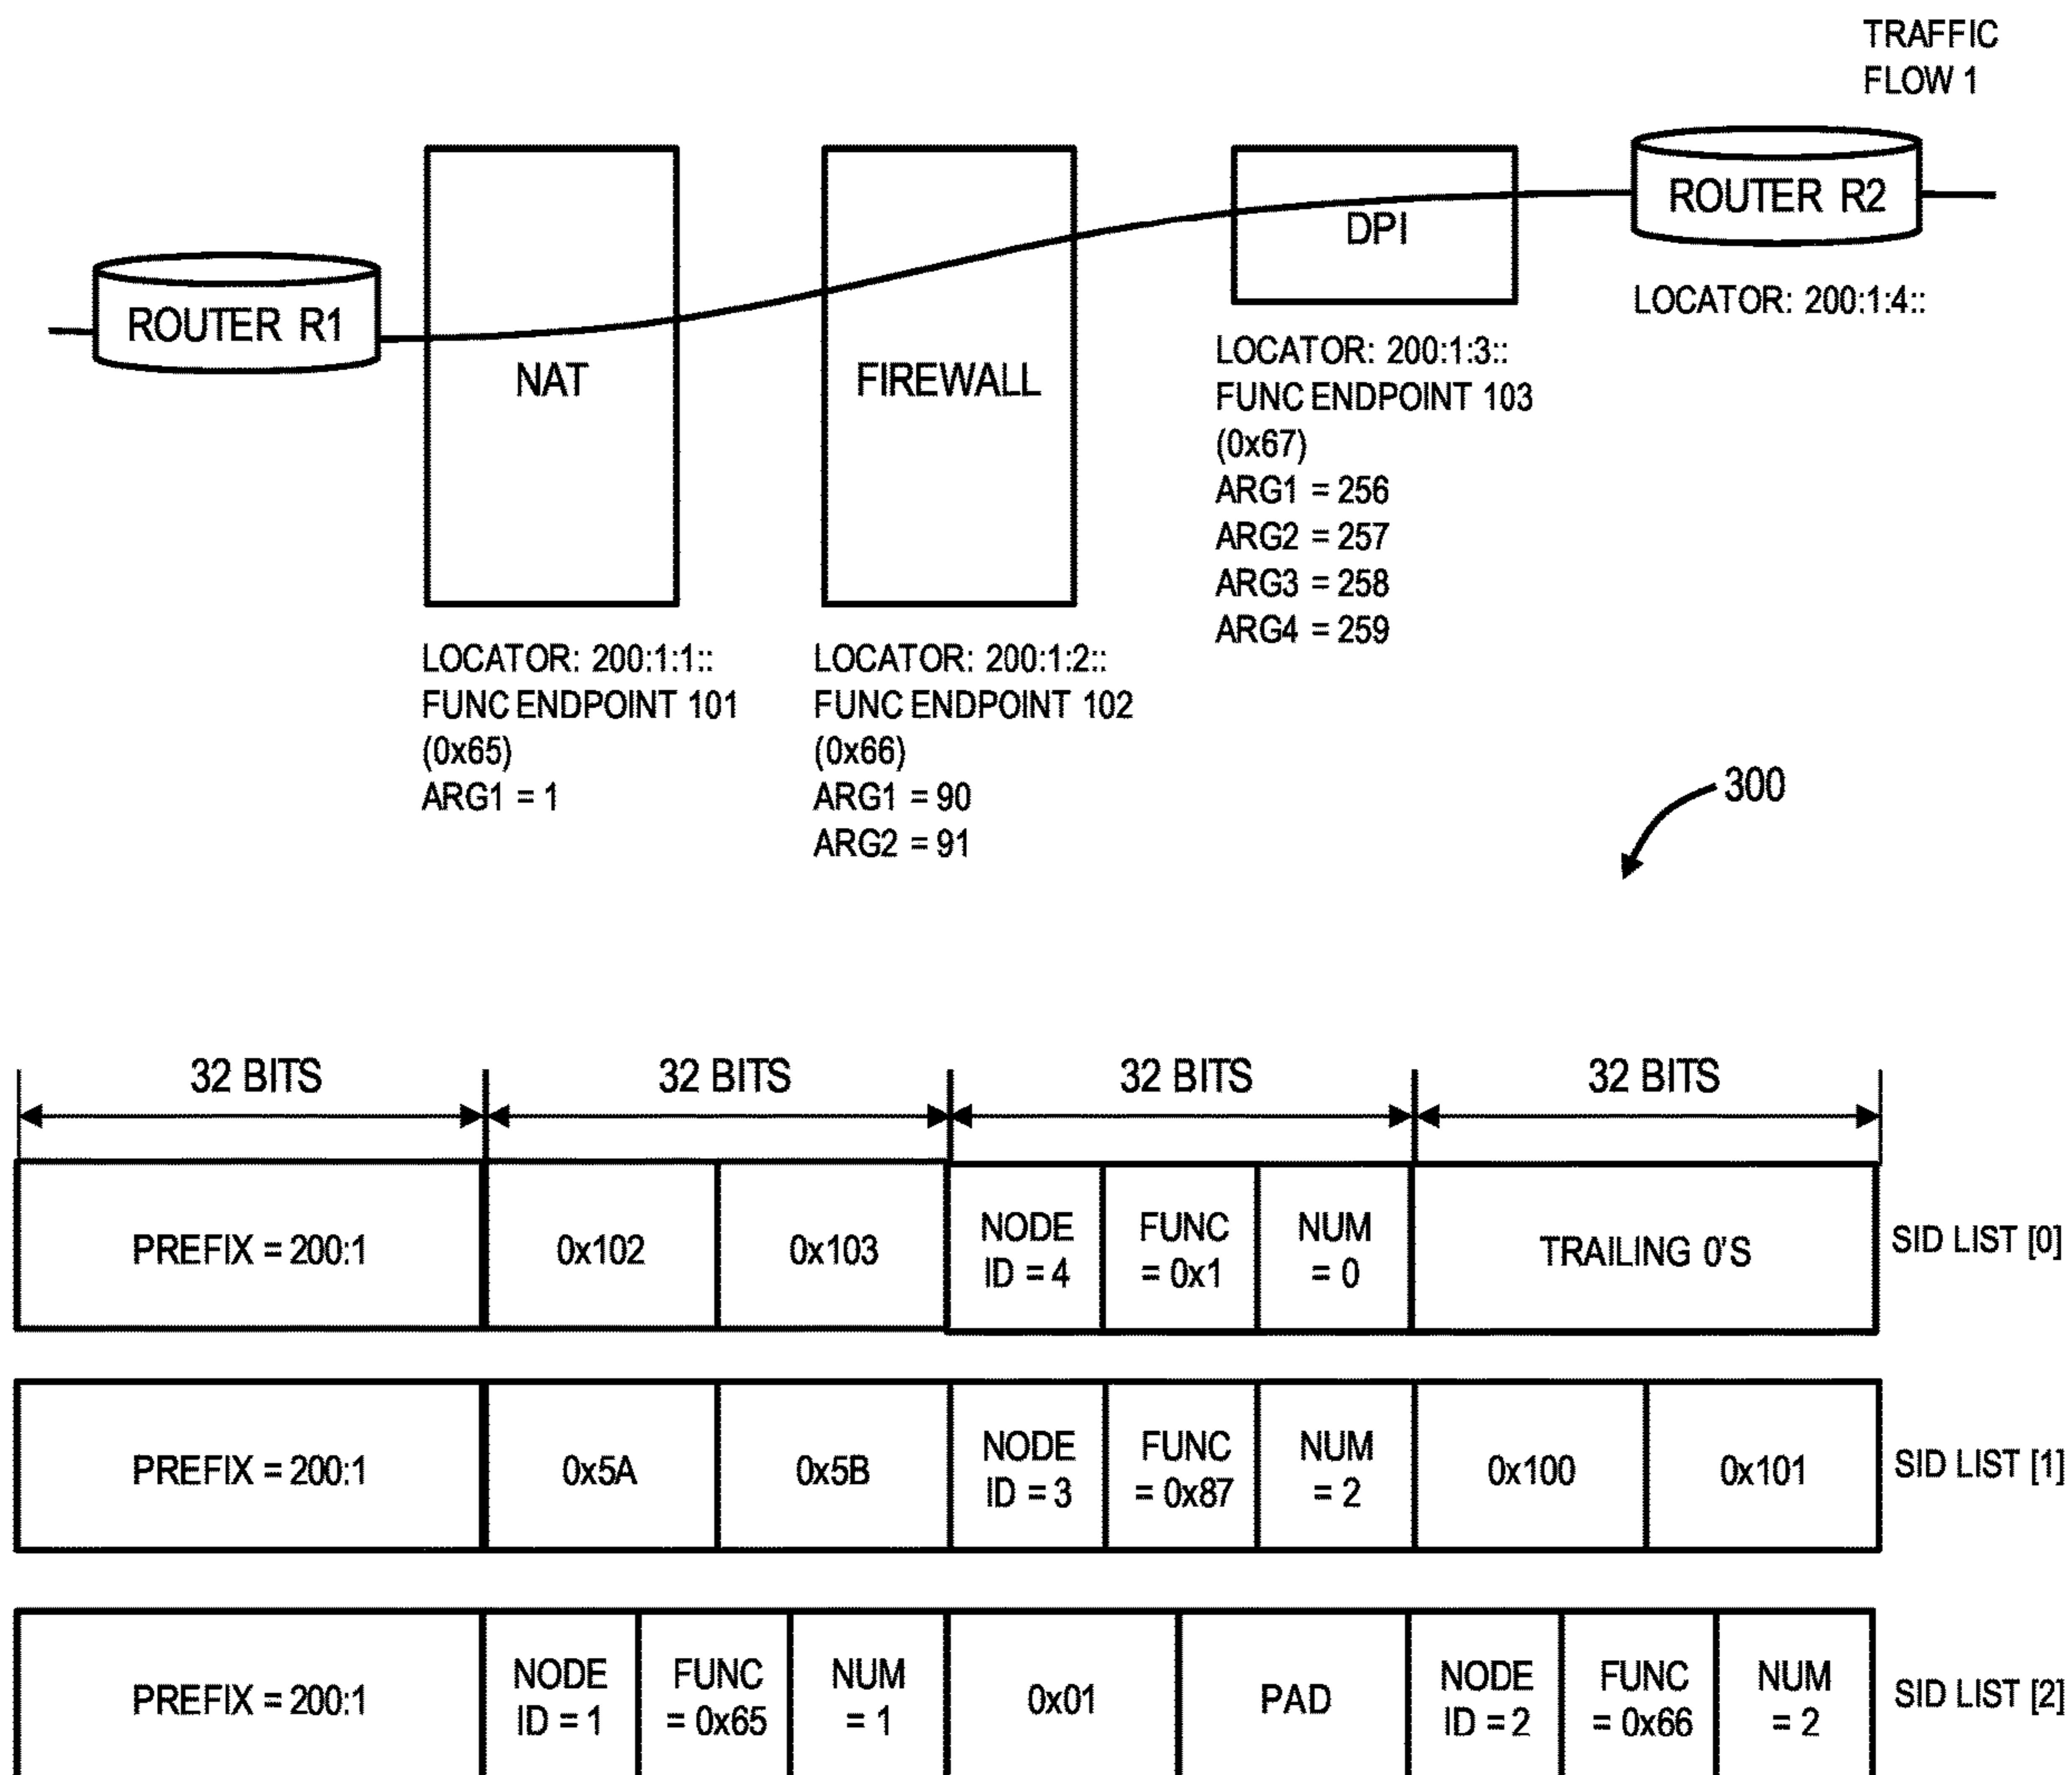 TRAFFIC
FLOW 1
ROUTER R1
NAT
FIREWALL
DPI
ROUTER R2
LOCATOR: 200:1:4::
LOCATOR: 200:1:3::
FUNC ENDPOINT 103
(0x67)
ARG1 = 256
ARG2 = 257
ARG3 = 258
ARG4 = 259
LOCATOR: 200:1:1::
FUNC ENDPOINT 101
(0x65)
ARG1 = 1
LOCATOR: 200:1:2::
FUNC ENDPOINT 102
(0x66)
ARG1 = 90
ARG2 = 91
300
32 BITS 32 BITS 32 BITS 32 BITS
PREFIX = 200:1
0x102
0x103
NODE
ID = 4
FUNC
= 0x1
NUM
= 0
TRAILING 0'S
SID LIST [0]
PREFIX = 200:1
0x5A
0x5B
NODE
ID = 3
FUNC
= 0x87
NUM
= 2
0x100
0x101
SID LIST [1]
PREFIX = 200:1
NODE
ID = 1
FUNC
= 0x65
NUM
= 1
0x01
PAD
NODE
ID = 2
FUNC
= 0x66
NUM
= 2
SID LIST [2]